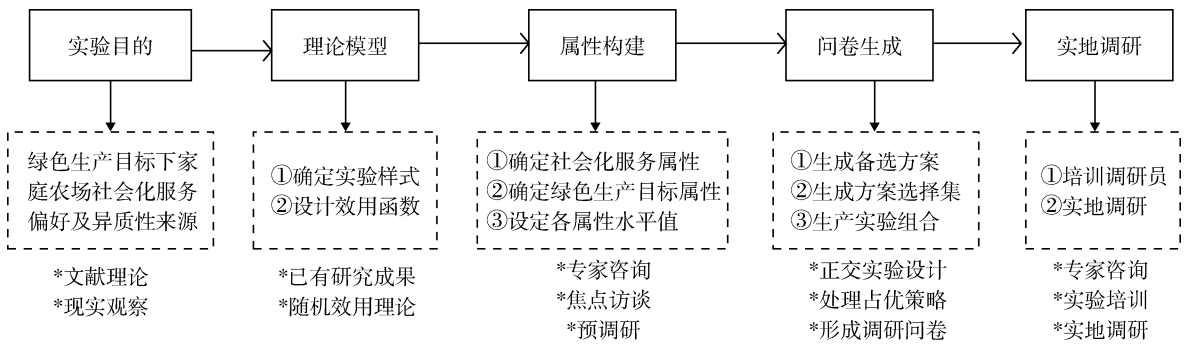 实验目的
理论模型
属性构建
问卷生成
实地调研
绿色生产目标下家
庭农场社会化服务
偏好及异质性来源
①确定实验样式
②设计效用函数
①确定社会化服务属性
②确定绿色生产目标属性
③设定各属性水平值
①生成备选方案
②生成方案选择集
③生产实验组合
①培训调研员
②实地调研
*文献理论
*现实观察
*已有研究成果
*随机效用理论
*专家咨询
*焦点访谈
*预调研
*正交实验设计
*处理占优策略
*形成调研问卷
*专家咨询
*实验培训
*实地调研